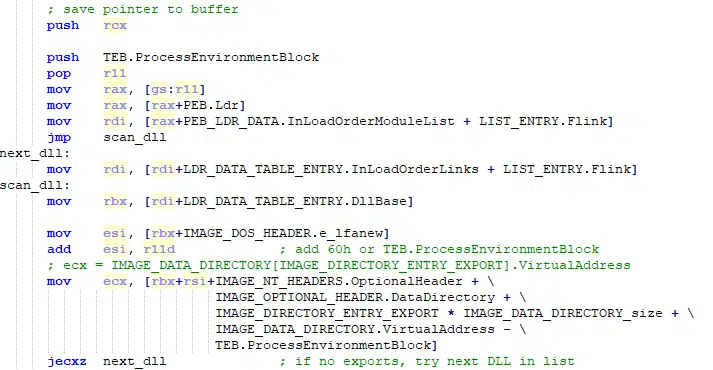 ; save pointer to buffer
push rcx
push TEB.ProcessEnvironmentBlock
pop r11
mov rax, [gs:r11]
mov rax, [rax+PEB.Ldr]
mov rdi, [rax+PEB_LDR_DATA.InLoadOrderModuleList + LIST_ENTRY.Flink]
jmp scan_dll
next_dll:
mov rdi, [rdi+LDR_DATA_TABLE_ENTRY.InLoadOrderLinks + LIST_ENTRY.Flink]
scan_dll:
mov rbx, [rdi+LDR_DATA_TABLE_ENTRY.DllBase]
mov esi, [rbx+IMAGE_DOS_HEADER.e_lfanew]
add esi, r11d ; add 60h or TEB.ProcessEnvironmentBlock
; ecx = IMAGE_DATA_DIRECTORY[IMAGE_DIRECTORY_ENTRY_EXPORT].VirtualAddress
mov ecx, [rbx+rsi+IMAGE_NT_HEADERS.OptionalHeader + \
IMAGE_OPTIONAL_HEADER.DataDirectory + \
IMAGE_DIRECTORY_ENTRY_EXPORT * IMAGE_DATA_DIRECTORY_size + \
IMAGE_DATA_DIRECTORY.VirtualAddress - \
TEB.ProcessEnvironmentBlock]
jecxz next_dll ; if no exports, try next DLL in list